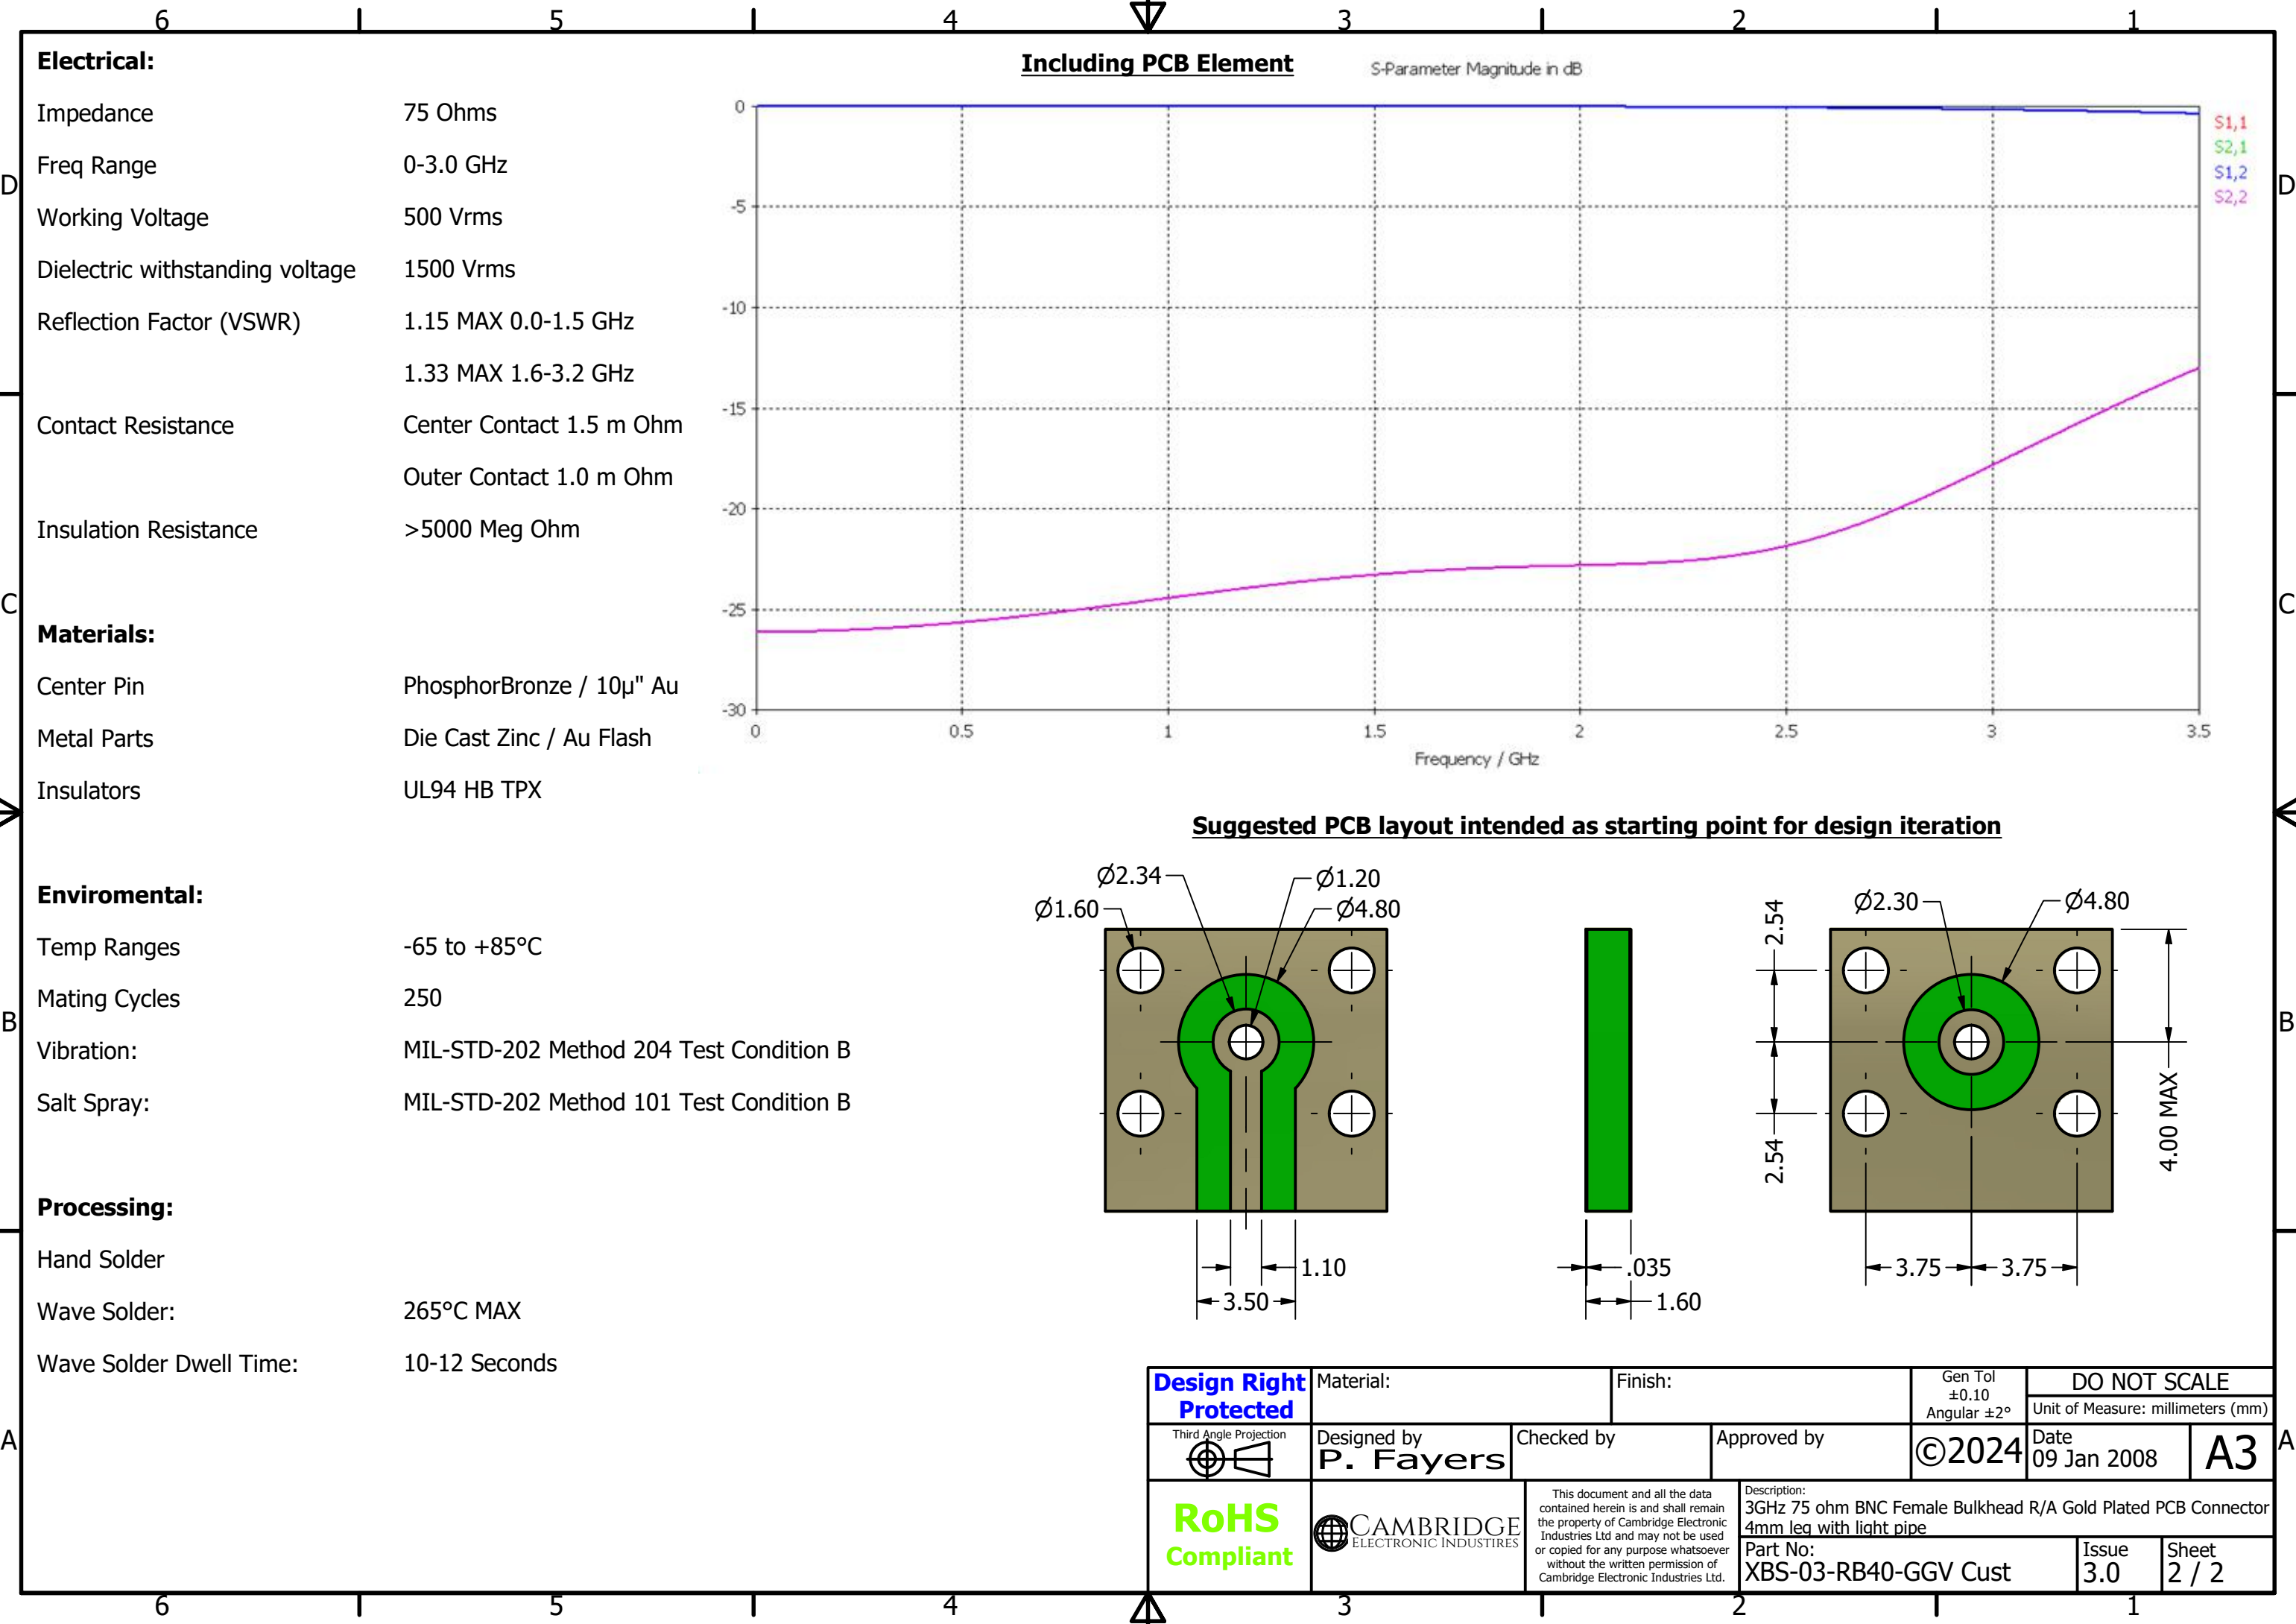 6 5 4 3 2 1
Electrical:
Impedance 75 Ohms
Freq Range 0-3.0 GHz
Working Voltage 500 Vrms
Dielectric withstanding voltage 1500 Vrms
Reflection Factor (VSWR) 1.15 MAX 0.0-1.5 GHz
1.33 MAX 1.6-3.2 GHz
Contact Resistance Center Contact 1.5 m Ohm
Outer Contact 1.0 m Ohm
Insulation Resistance >5000 Meg Ohm
Materials:
Center Pin PhosphorBronze / 10µ" Au
Metal Parts Die Cast Zinc / Au Flash
Insulators UL94 HB TPX
Enviromental:
Temp Ranges -65 to +85°C
Mating Cycles 250
Vibration: MIL-STD-202 Method 204 Test Condition B
Salt Spray: MIL-STD-202 Method 101 Test Condition B
Processing:
Hand Solder
Wave Solder: 265°C MAX
Wave Solder Dwell Time: 10-12 Seconds
Including PCB Element
S-Parameter Magnitude in dB
0
-5
-10
-15
-20
-25
-30
0 0.5 1 1.5 2 2.5 3 3.5
Frequency / GHz
S1,1
S2,1
S1,2
S2,2
Suggested PCB layout intended as starting point for design iteration
Ø2.34 Ø1.20
Ø1.60 Ø4.80
1.10
3.50
.035
1.60
Ø2.30 Ø4.80
2.54
2.54
4.00 MAX
3.75 3.75
D D
C C
B B
A A
Design Right
Protected
Material:
Finish:
Gen Tol
±0.10
Angular ±2°
DO NOT SCALE
Unit of Measure: millimeters (mm)
Third Angle Projection
Designed by
P. Fayers
Checked by
Approved by
©2024
Date
09 Jan 2008
A3
RoHS
Compliant
CAMBRIDGE
ELECTRONIC INDUSTIRES
This document and all the data
contained herein is and shall remain
the property of Cambridge Electronic
Industries Ltd and may not be used
or copied for any purpose whatsoever
without the written permission of
Cambridge Electronic Industries Ltd.
Description:
3GHz 75 ohm BNC Female Bulkhead R/A Gold Plated PCB Connector
4mm leg with light pipe
Part No:
XBS-03-RB40-GGV Cust
Issue
3.0
Sheet
2 / 2
6 5 4 3 2 1